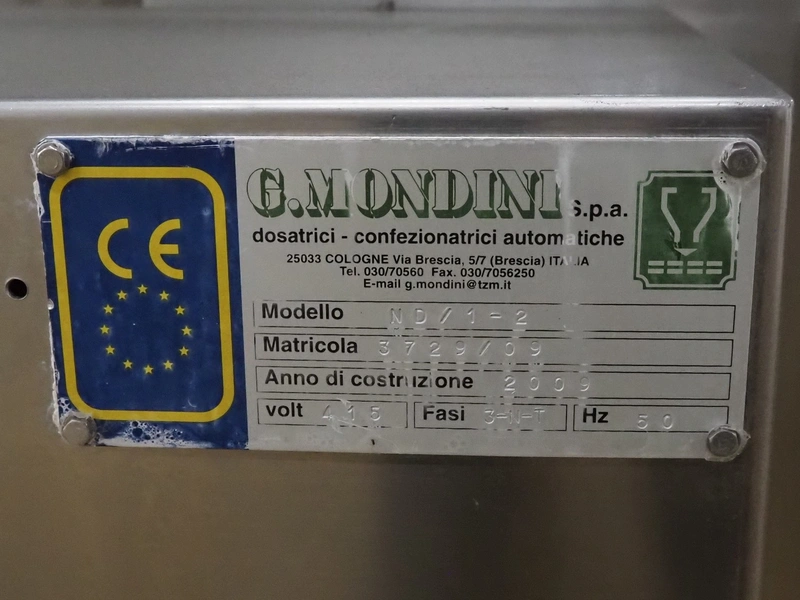 CE
G.MONDINI S.p.a.
dosatrici - confezionatrici automatiche
25033 COLOGNE Via Brescia, 5/7 (Brescia) ITALIA
Tel. 030/70560 Fax. 030/7056250
E-mail g.mondini@tzm.it
Modello ND/1-2
Matricola 3729/09
Anno di costruzione 2009
volt 415 Fasi 3-N-T Hz 50